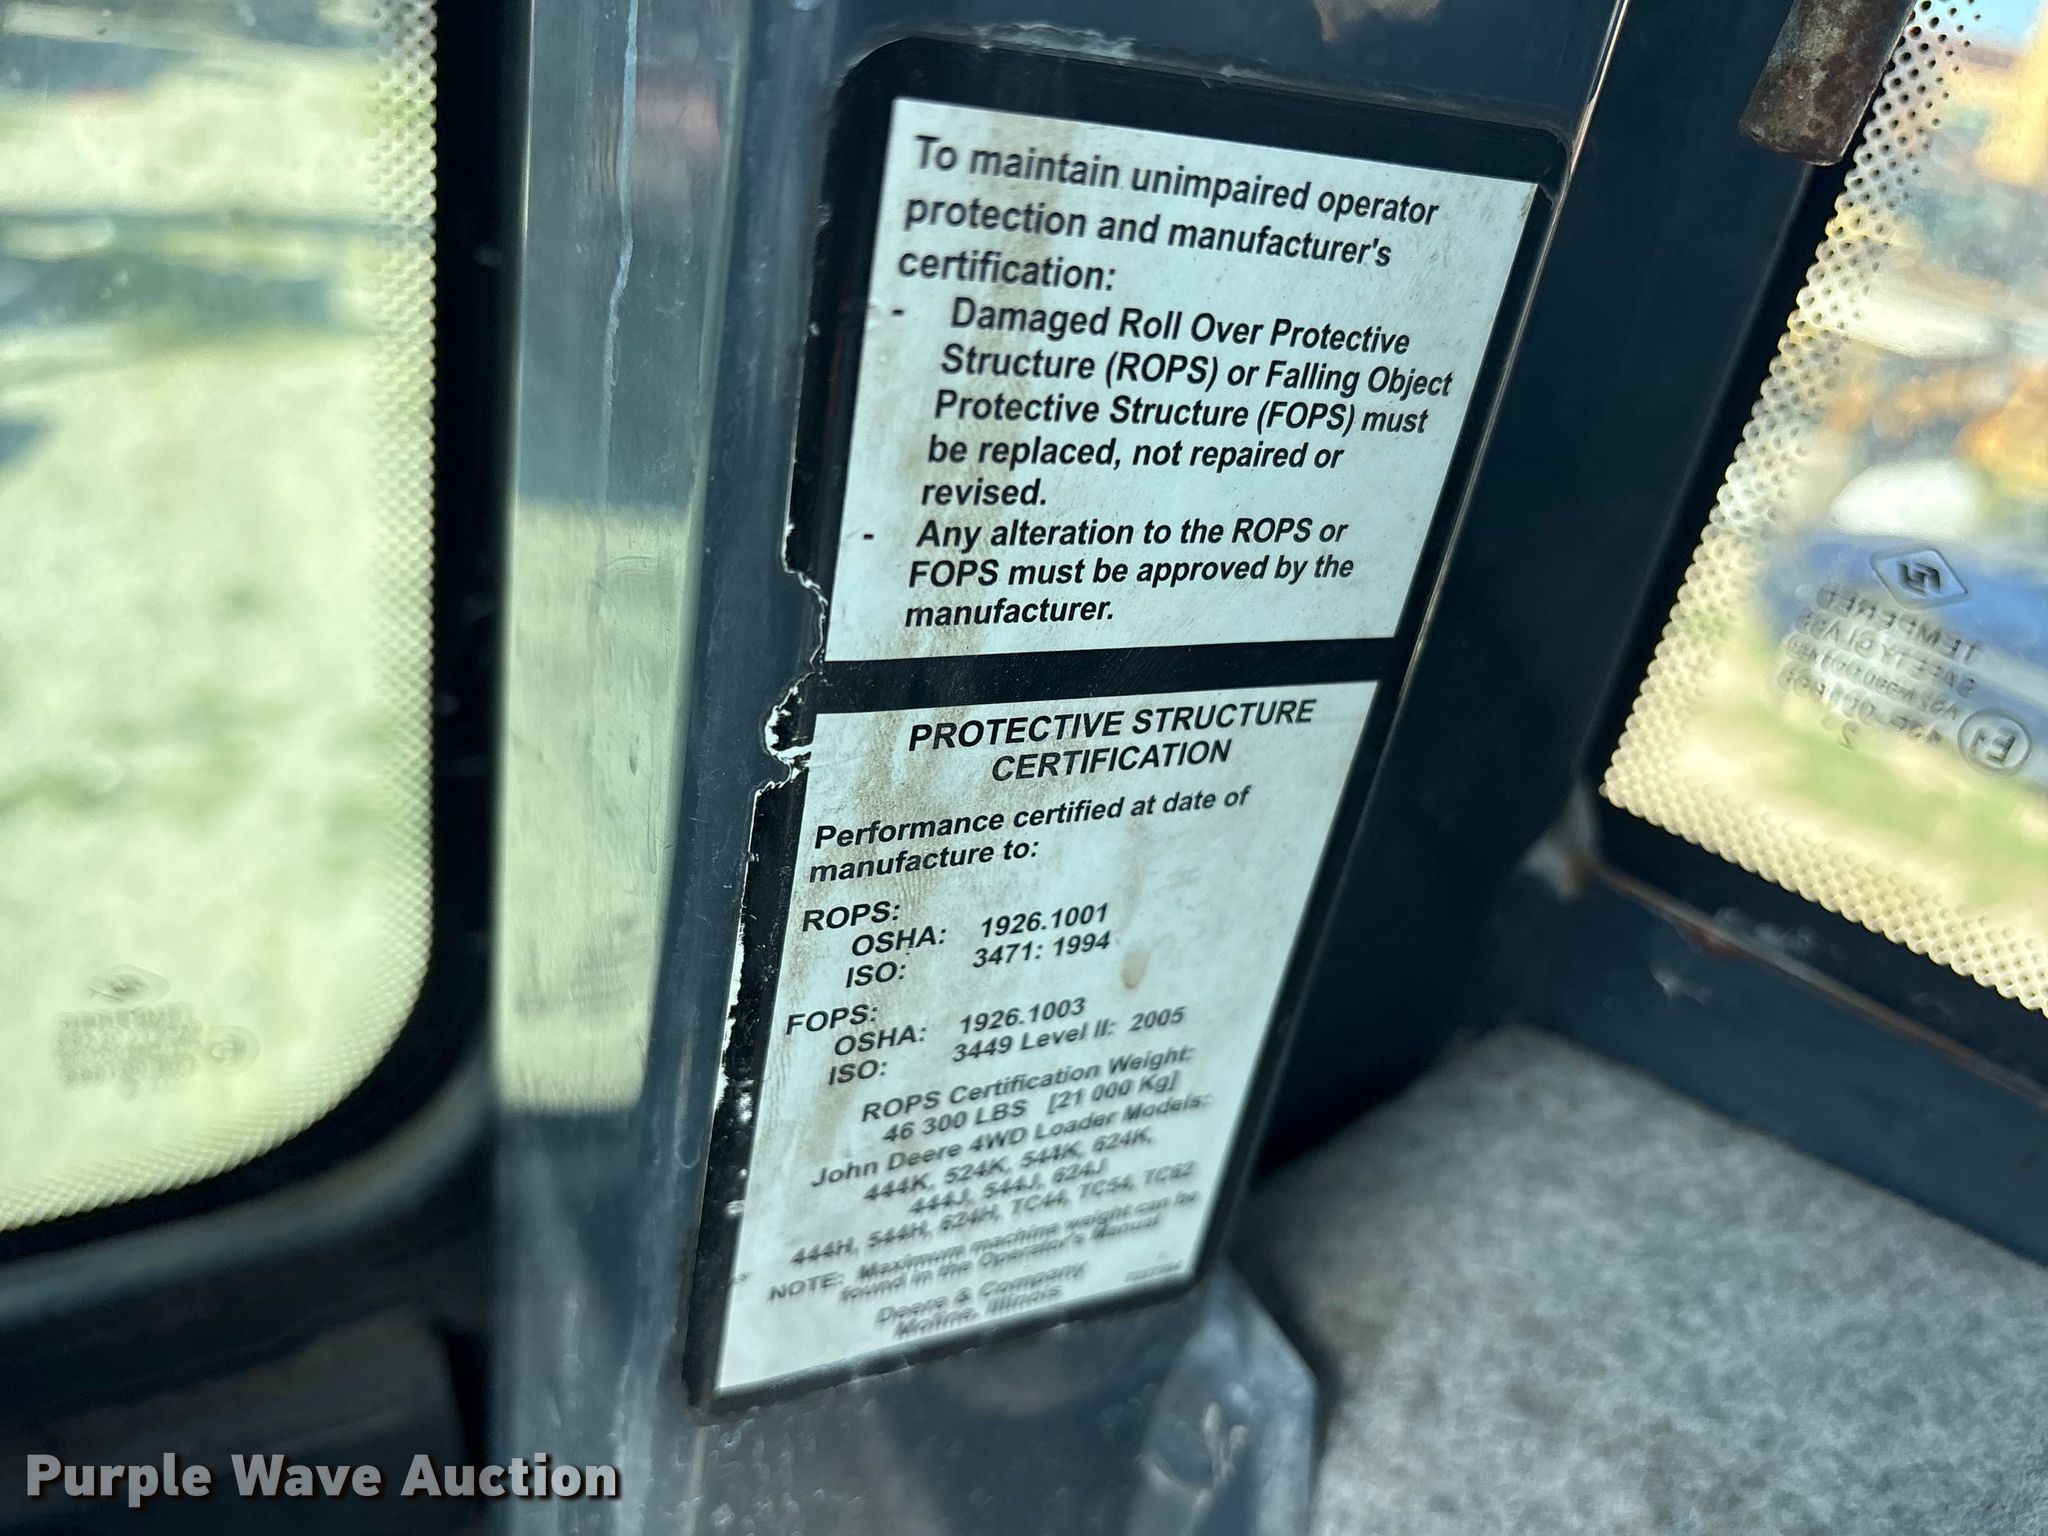 To maintain unimpaired operator
protection and manufacturer's
certification:
- Damaged Roll Over Protective
Structure (ROPS) or Falling Object
Protective Structure (FOPS) must
be replaced, not repaired or
revised.
- Any alteration to the ROPS or
FOPS must be approved by the
manufacturer.
PROTECTIVE STRUCTURE
CERTIFICATION
Performance certified at date of
manufacture to:
ROPS:
OSHA: 1926.1001
ISO: 3471: 1994
FOPS:
OSHA: 1926.1003
ISO: 3449 Level II: 2005
ROPS Certification Weight:
46 300 LBS [21 000 Kg]
John Deere 4WD Loader Models:
444K, 524K, 544K, 624K,
444J, 544J, 624J
444H, 544H, 624H, TC44, TC54, TC62
NOTE: Maximum machine weight can be
found in the Operator's Manual
Deere & Company
Moline, Illinois
TEMPERED
SAFETY GLASS
E1
Purple Wave Auction